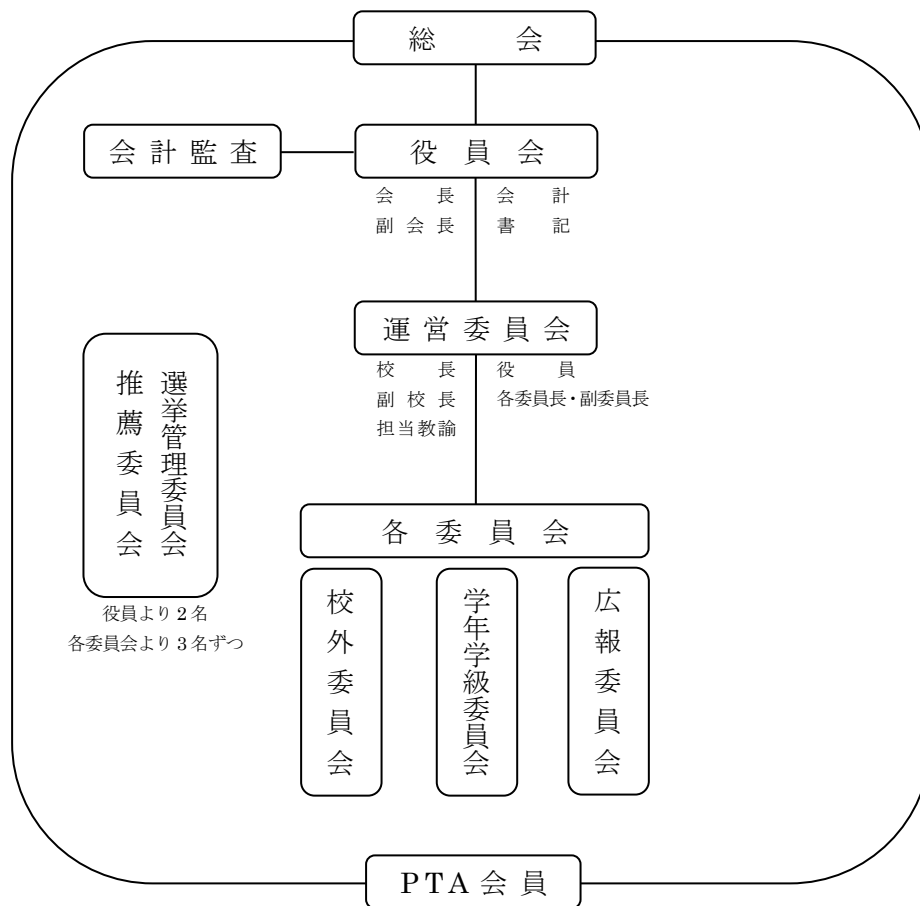 総会
会計監査
役員会
会長 会計
副会長 書記
運営委員会
校長 役員
副校長 各委員長・副委員長
担当教諭
選挙管理委員会
推薦委員会
役員より2名
各委員会より3名ずつ
各委員会
校外委員会
学年学級委員会
広報委員会
PTA会員